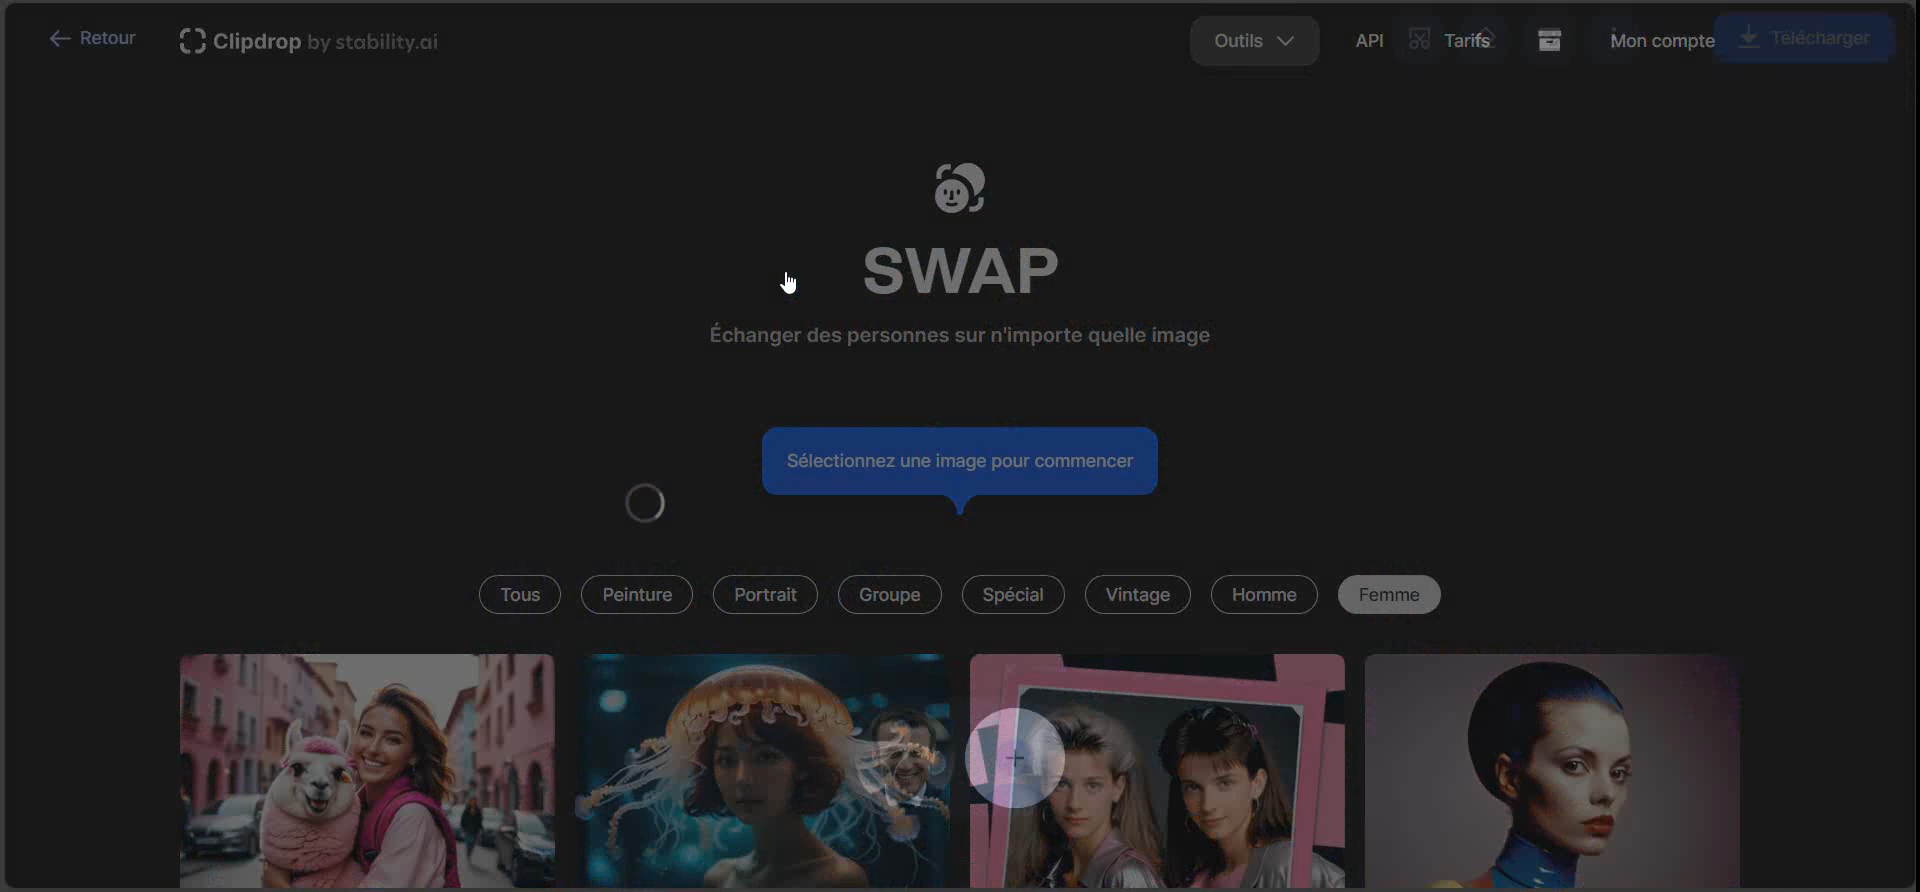 Retour
Clipdrop by stability.ai
Outils
API
Tarifs
Mon compte
Télécharger
SWAP
Échanger des personnes sur n'importe quelle image
Sélectionnez une image pour commencer
Tous
Peinture
Portrait
Groupe
Spécial
Vintage
Homme
Femme